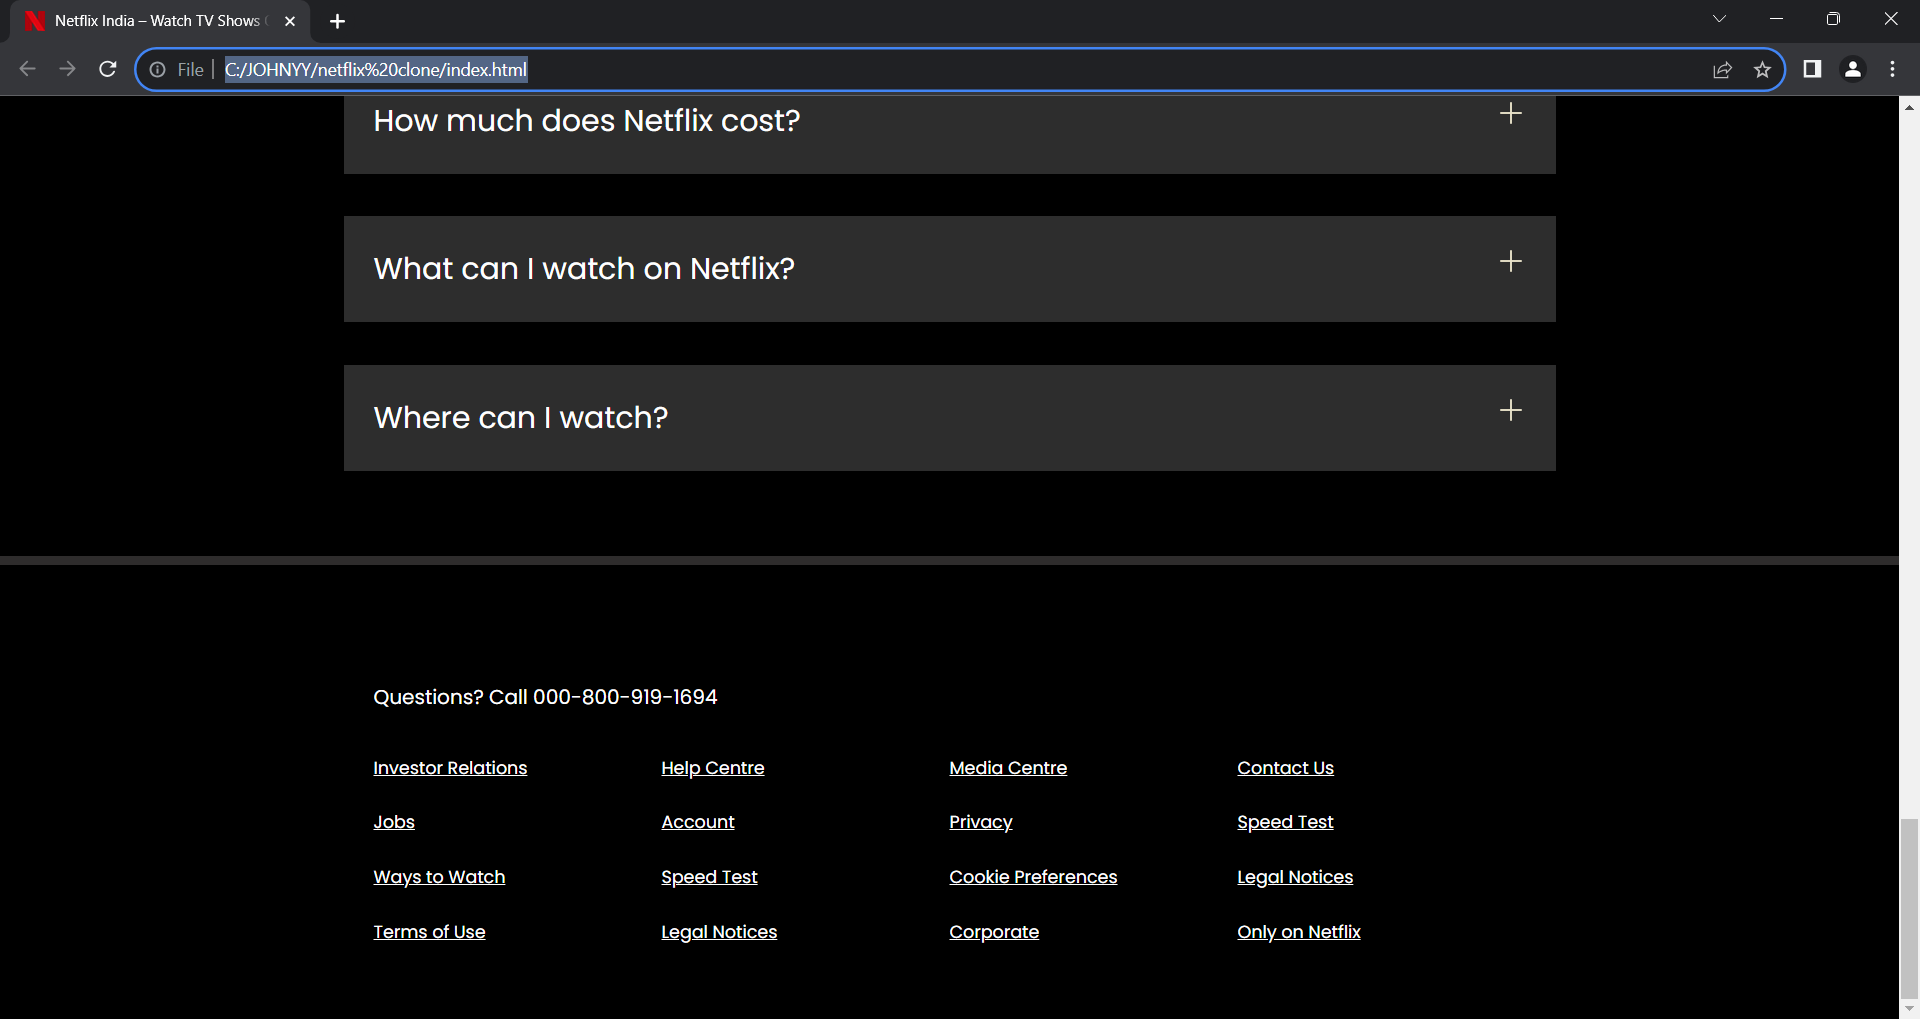 Netflix India – Watch TV Shows
File C:/JOHNYY/netflix%20clone/index.html
How much does Netflix cost?
What can I watch on Netflix?
Where can I watch?
Questions? Call 000-800-919-1694
Investor Relations Help Centre Media Centre Contact Us
Jobs Account Privacy Speed Test
Ways to Watch Speed Test Cookie Preferences Legal Notices
Terms of Use Legal Notices Corporate Only on Netflix